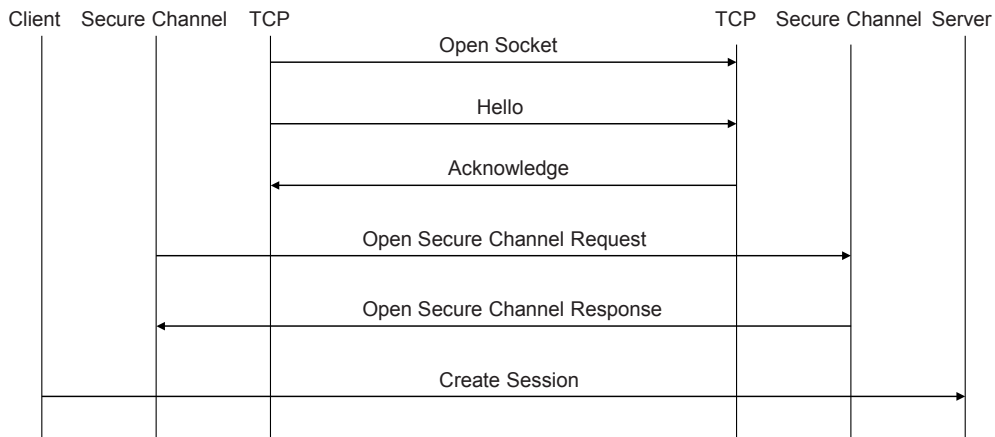 Client Secure Channel TCP TCP Secure Channel Server
Open Socket
Hello
Acknowledge
Open Secure Channel Request
Open Secure Channel Response
Create Session